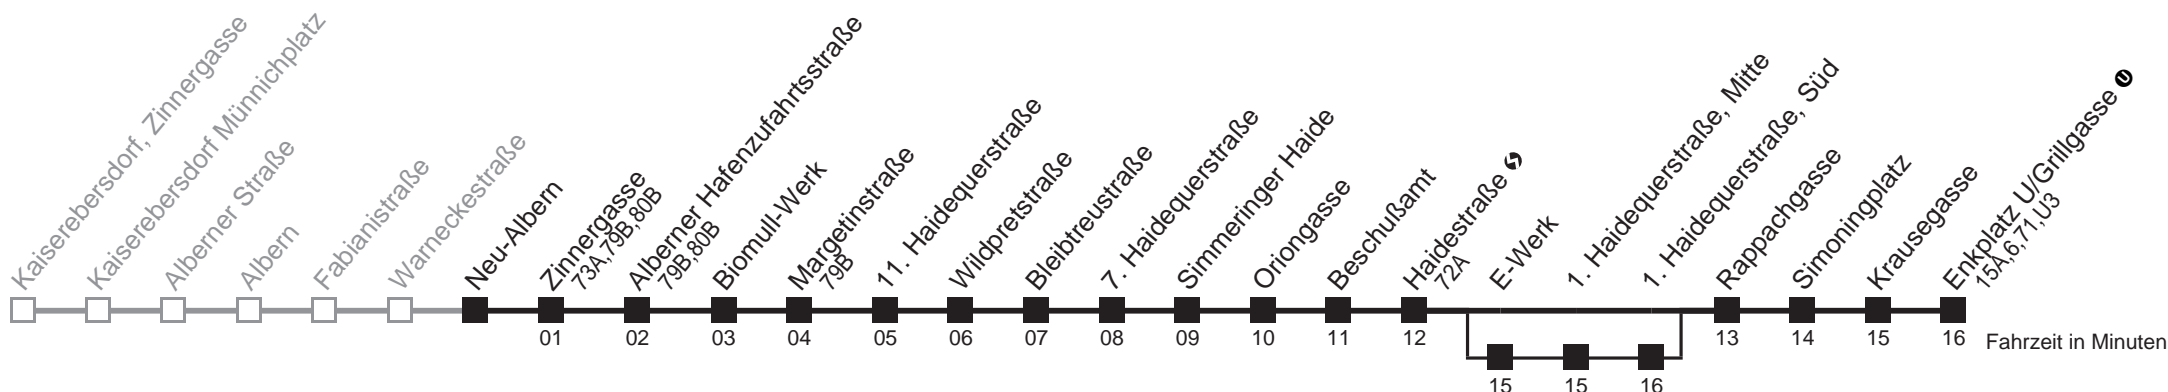 Kaiserebersdorf, Zinnergasse
Kaiserebersdorf Münnichplatz
Alberner Straße
Albern
Fabianistraße
Warneckestraße
Neu-Albern
Zinnergasse
73A,79B,80B
Alberner Hafenzufahrtsstraße
79B,80B
Biomull-Werk
Margetinstraße
79B
11. Haidequerstraße
Wildpretstraße
Bleibtreustraße
7. Haidequerstraße
Simmeringer Haide
Oriongasse
Beschußamt
Haidestraße
72A
E-Werk
1. Haidequerstraße, Mitte
1. Haidequerstraße, Süd
Rappachgasse
Simoningplatz
Krausegasse
Enkplatz U/Grillgasse U
15A,6,71,U3
01 02 03 04 05 06 07 08 09 10 11 12 13 14 15 16 Fahrzeit in Minuten
15 15 16